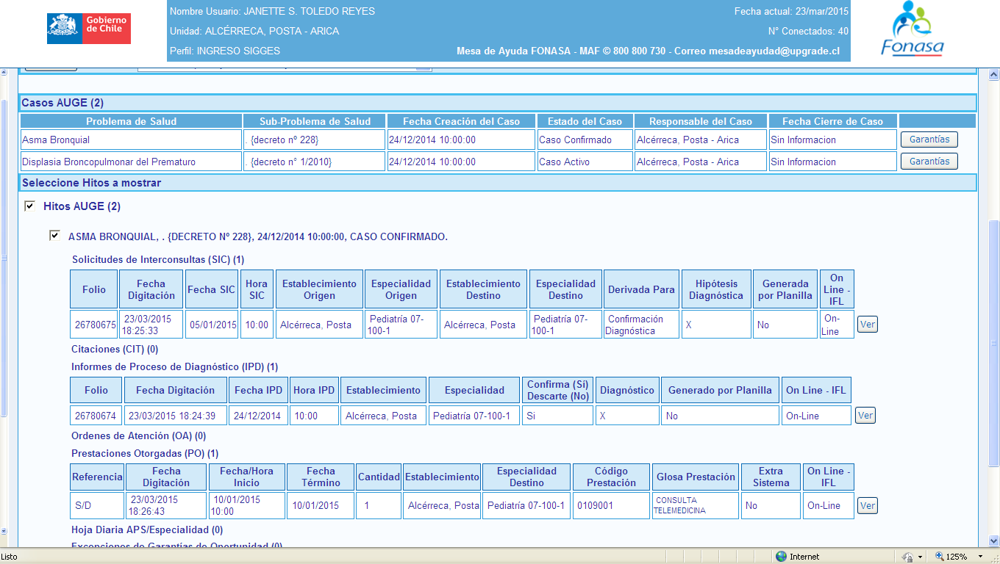 Gobierno de Chile
Nombre Usuario: JANETTE S. TOLEDO REYES
Fecha actual: 23/mar/2015
Unidad: ALCÉRRECA, POSTA - ARICA
N° Conectados: 40
Perfil: INGRESO SIGGES
Mesa de Ayuda FONASA - MAF © 800 800 730 - Correo mesadeayudad@upgrade.cl
Fonasa
Casos AUGE (2)
Problema de Salud Sub-Problema de Salud Fecha Creación del Caso Estado del Caso Responsable del Caso Fecha Cierre de Caso
Asma Bronquial . {decreto nº 228} 24/12/2014 10:00:00 Caso Confirmado Alcérreca, Posta - Arica Sin Informacion Garantías
Displasia Broncopulmonar del Prematuro . {decreto n° 1/2010} 24/12/2014 10:00:00 Caso Activo Alcérreca, Posta - Arica Sin Informacion Garantías
Seleccione Hitos a mostrar
Hitos AUGE (2)
ASMA BRONQUIAL, . {DECRETO Nº 228}, 24/12/2014 10:00:00, CASO CONFIRMADO.
Solicitudes de Interconsultas (SIC) (1)
Folio Fecha Digitación Fecha SIC Hora SIC Establecimiento Origen Especialidad Origen Establecimiento Destino Especialidad Destino Derivada Para Hipótesis Diagnóstica Generada por Planilla On Line - IFL
26780675 23/03/2015 18:25:33 05/01/2015 10:00 Alcérreca, Posta Pediatría 07-100-1 Alcérreca, Posta Pediatría 07-100-1 Confirmación Diagnóstica X No On-Line Ver
Citaciones (CIT) (0)
Informes de Proceso de Diagnóstico (IPD) (1)
Folio Fecha Digitación Fecha IPD Hora IPD Establecimiento Especialidad Confirma (Sí) Descarte (No) Diagnóstico Generado por Planilla On Line - IFL
26780674 23/03/2015 18:24:39 24/12/2014 10:00 Alcérreca, Posta Pediatría 07-100-1 Si X No On-Line Ver
Ordenes de Atención (OA) (0)
Prestaciones Otorgadas (PO) (1)
Referencia Fecha Digitación Fecha/Hora Inicio Fecha Término Cantidad Establecimiento Especialidad Destino Código Prestación Glosa Prestación Extra Sistema On Line - IFL
S/D 23/03/2015 18:26:43 10/01/2015 10:00 10/01/2015 1 Alcérreca, Posta Pediatría 07-100-1 0109001 CONSULTA TELEMEDICINA No On-Line Ver
Hoja Diaria APS/Especialidad (0)
Excepciones de Garantías de Oportunidad (0)
Listo
Internet
125%